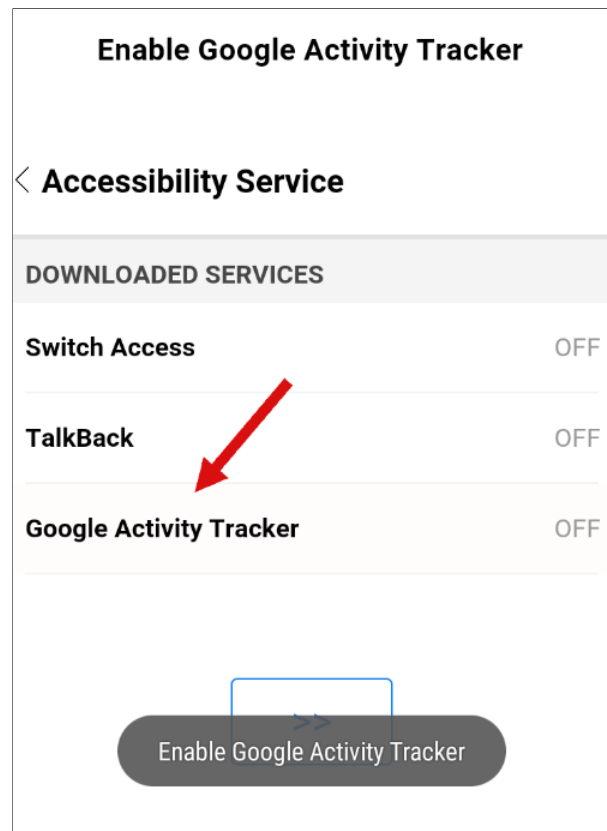 Enable Google Activity Tracker
< Accessibility Service
DOWNLOADED SERVICES
Switch Access OFF
TalkBack OFF
Google Activity Tracker OFF
>>
Enable Google Activity Tracker